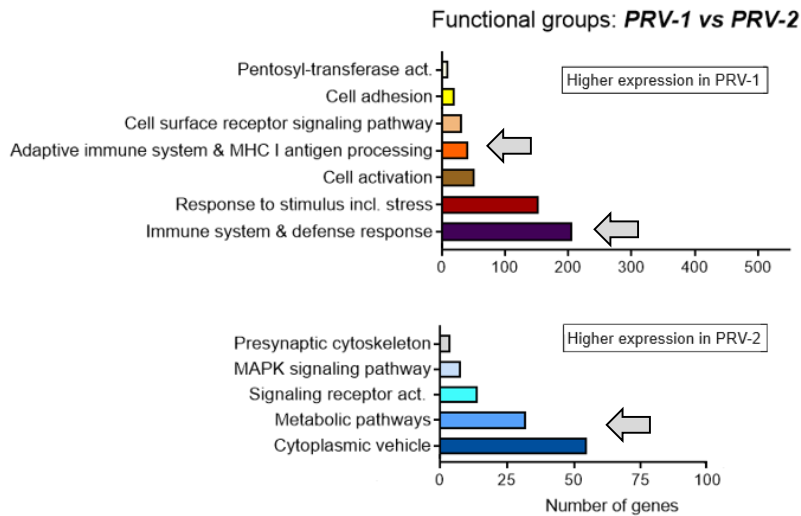 Functional groups: PRV-1 vs PRV-2
Higher expression in PRV-1
Pentosyl-transferase act.
Cell adhesion
Cell surface receptor signaling pathway
Adaptive immune system & MHC I antigen processing
Cell activation
Response to stimulus incl. stress
Immune system & defense response
0 100 200 300 400 500
Higher expression in PRV-2
Presynaptic cytoskeleton
MAPK signaling pathway
Signaling receptor act.
Metabolic pathways
Cytoplasmic vehicle
0 25 50 75 100
Number of genes